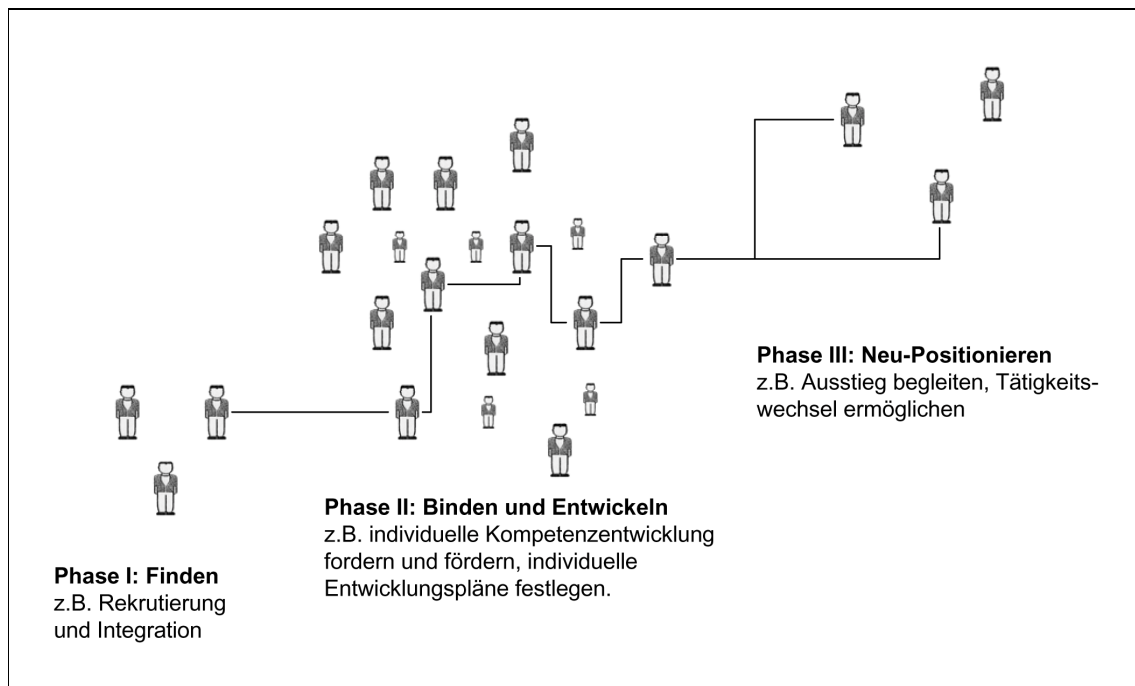 Phase III: Neu-Positionieren
z.B. Ausstieg begleiten, Tätigkeits-
wechsel ermöglichen
Phase II: Binden und Entwickeln
z.B. individuelle Kompetenzentwicklung
fordern und fördern, individuelle
Entwicklungspläne festlegen.
Phase I: Finden
z.B. Rekrutierung
und Integration